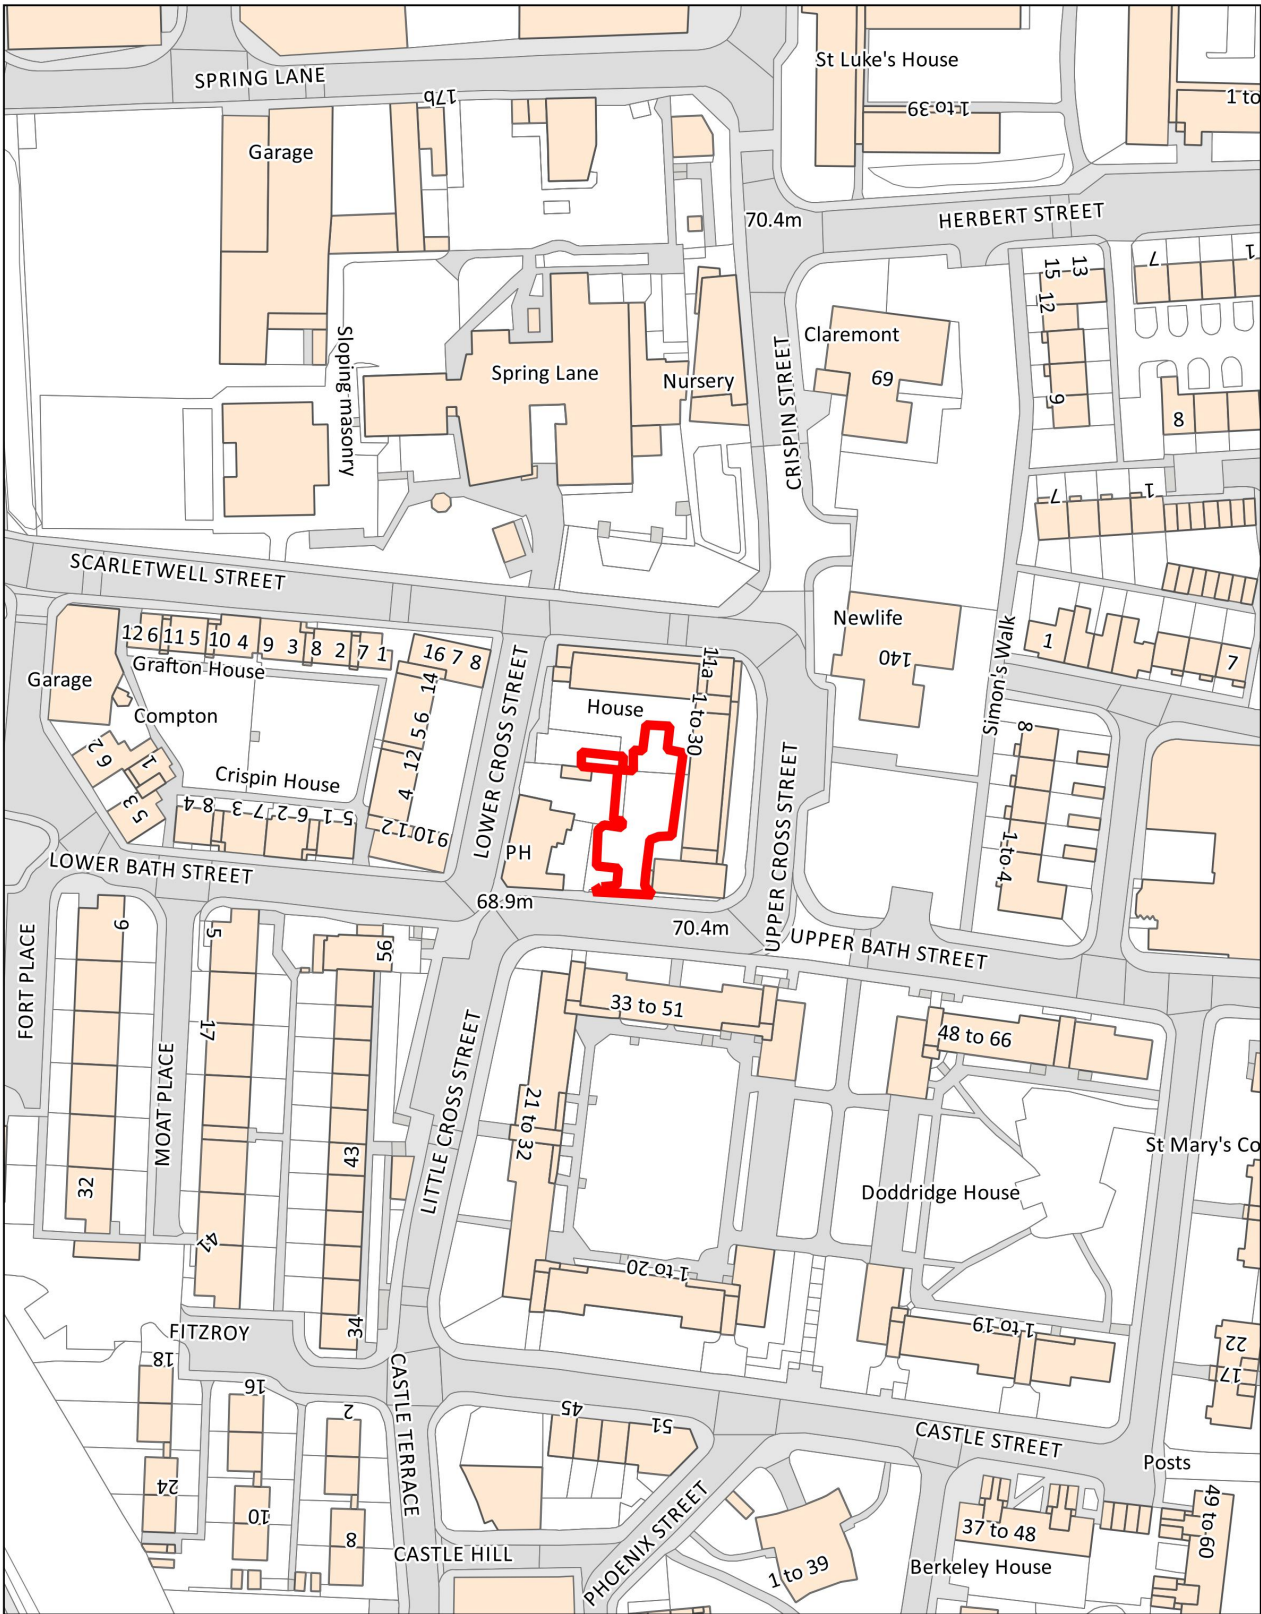 St Luke's House
SPRING LANE
17b
1 to 39
1 to
Garage
70.4m
HERBERT STREET
15
13
12
7
1
Claremont
69
Sloping masonry
Spring Lane
Nursery
CRISPIN STREET
9
8
7
1
SCARLETWELL STREET
Newlife
140
Simon's Walk
1
7
12 6 11 5 10 4 9 3 8 2 7 1
Grafton House
16 7 8
14
5 6
12
4
Garage
Compton
6 2
1
5 3
Crispin House
8 4
7 3
6 2
5 1
9 10 1 2
LOWER CROSS STREET
11a
1 to 30
House
PH
UPPER CROSS STREET
8
1 to 4
LOWER BATH STREET
68.9m
70.4m
UPPER BATH STREET
FORT PLACE
9
5
56
17
MOAT PLACE
32
41
43
34
LITTLE CROSS STREET
33 to 51
21 to 32
1 to 20
48 to 66
Doddridge House
St Mary's Co
1 to 19
22
17
FITZROY
18
16
2
24
10
8
CASTLE TERRACE
45
51
CASTLE STREET
Posts
CASTLE HILL
PHOENIX STREET
1 to 39
37 to 48
Berkeley House
49 to 60